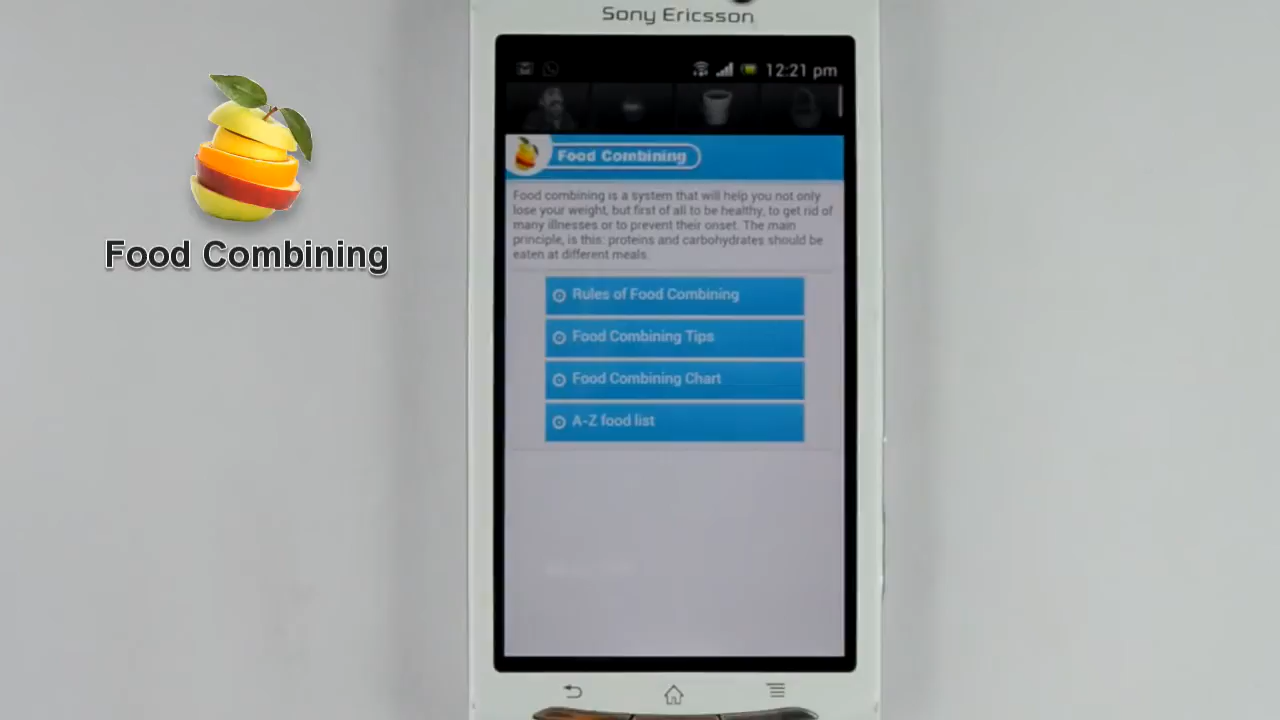 Sony Ericsson
12:21 pm
Food Combining
Food Combining
Food combining is a system that will help you not only
lose your weight, but first of all to be healthy, to get rid of
many illnesses or to prevent their onset. The main
principle, is this: proteins and carbohydrates should be
eaten at different meals.
Rules of Food Combining
Food Combining Tips
Food Combining Chart
A-Z food list